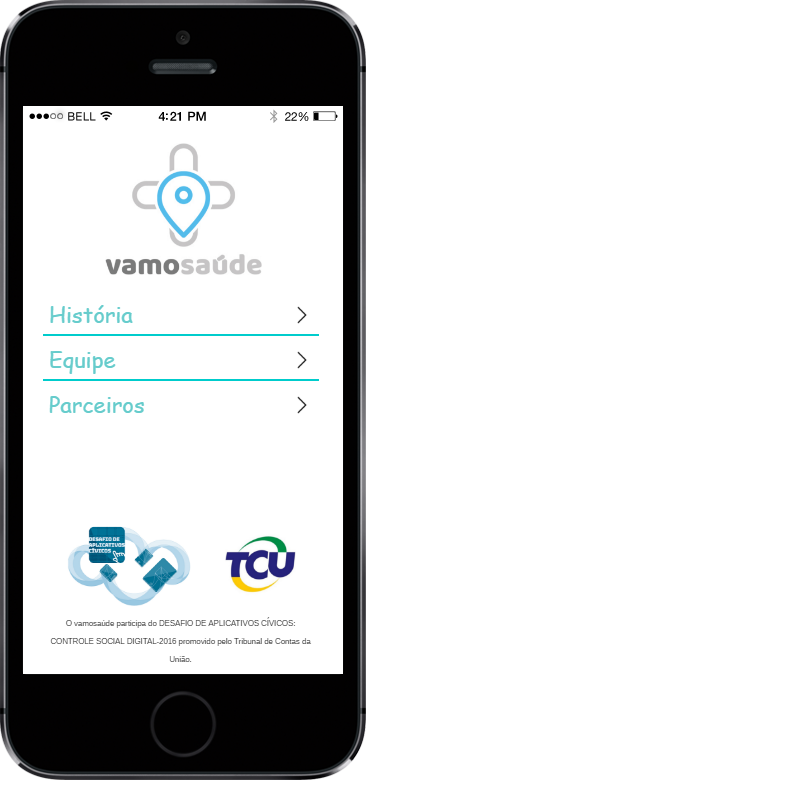 BELL 4:21 PM 22%
vamosaúde
História
Equipe
Parceiros
DESAFIO DE
APLICATIVOS
CÍVICOS
TCU
O vamosaúde participa do DESAFIO DE APLICATIVOS CÍVICOS:
CONTROLE SOCIAL DIGITAL-2016 promovido pelo Tribunal de Contas da
União.